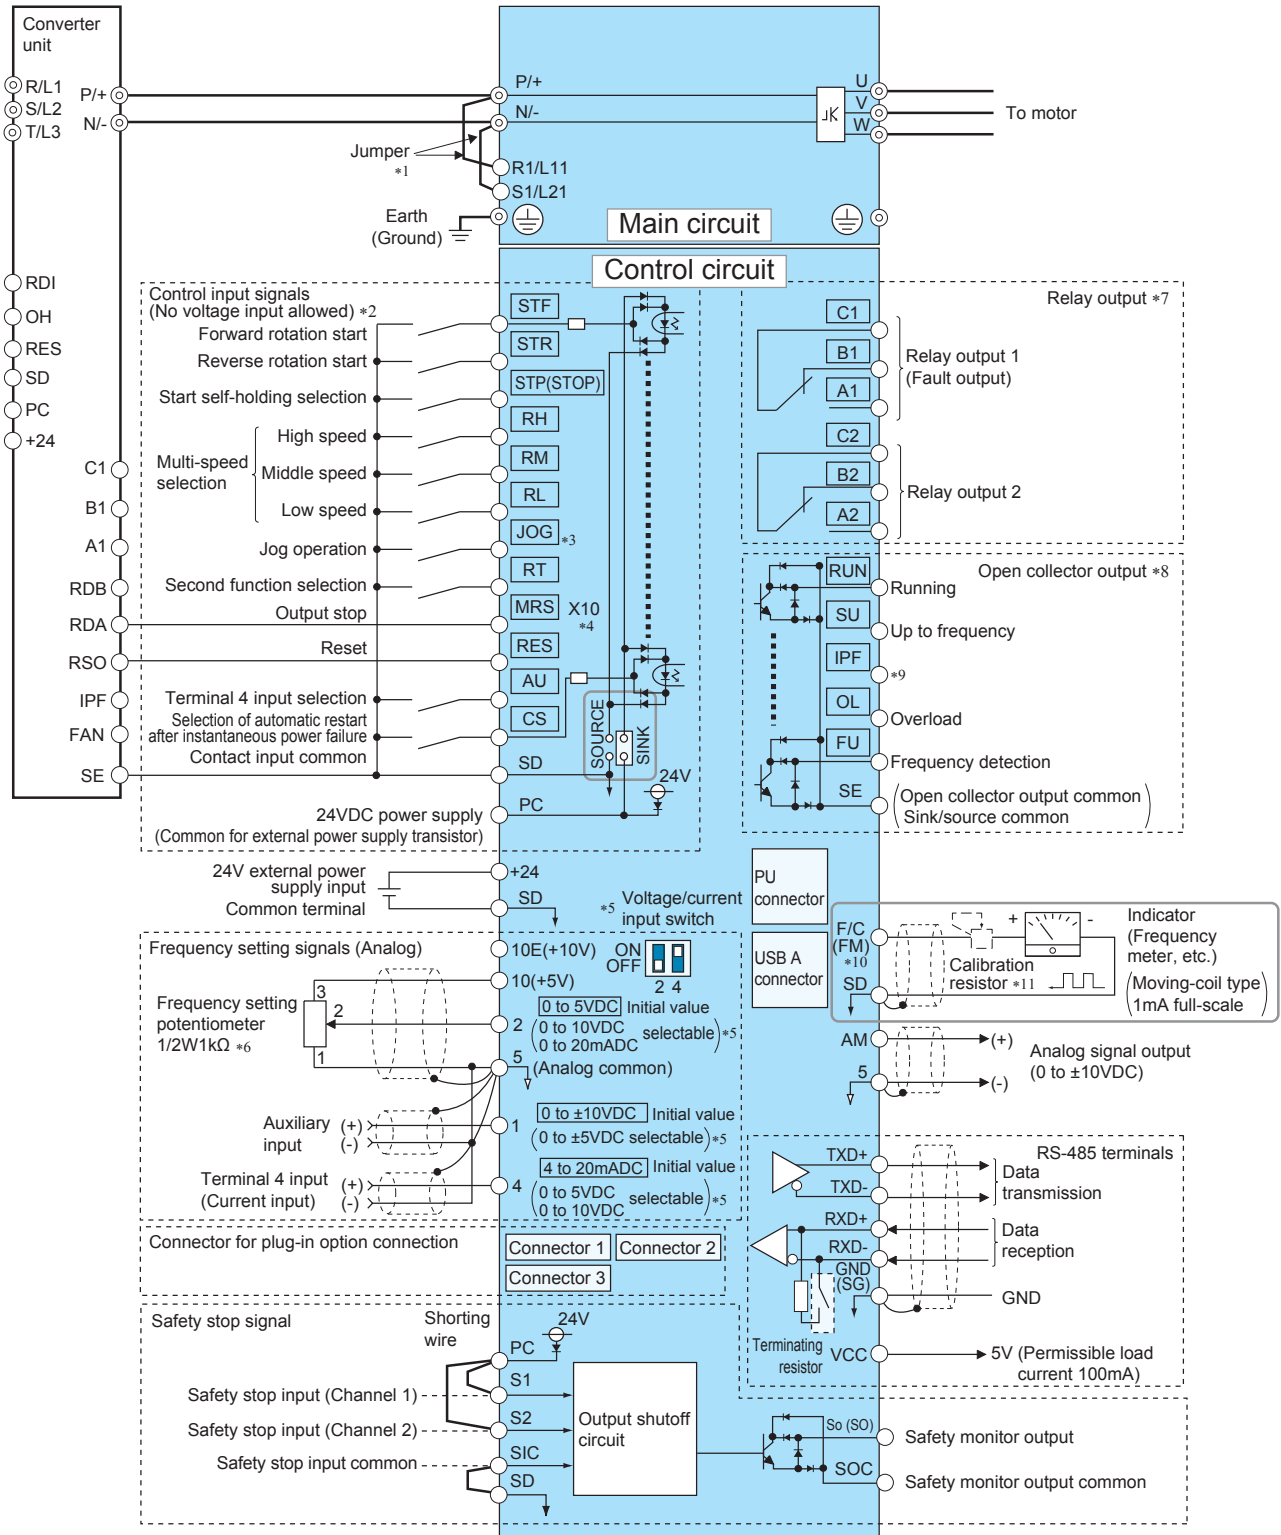 Converter
unit
R/L1
S/L2
T/L3
P/+
N/-
P/+
N/-
U
V
W
To motor
Jumper
*1
R1/L11
S1/L21
Earth
(Ground)
Main circuit
Control circuit
RDI
OH
RES
SD
PC
+24
C1
B1
A1
RDB
RDA
RSO
IPF
FAN
SE
Control input signals
(No voltage input allowed) *2
Forward rotation start
Reverse rotation start
Start self-holding selection
Multi-speed
selection
High speed
Middle speed
Low speed
Jog operation
Second function selection
Output stop
Reset
Terminal 4 input selection
Selection of automatic restart
after instantaneous power failure
Contact input common
24VDC power supply
(Common for external power supply transistor)
STF
STR
STP(STOP)
RH
RM
RL
JOG *3
RT
MRS X10
*4
RES
AU
CS
SD
PC
SOURCE
SINK
24V
Relay output *7
C1
B1
A1
Relay output 1
(Fault output)
C2
B2
A2
Relay output 2
Open collector output *8
RUN
Running
SU
Up to frequency
IPF
*9
OL
Overload
FU
Frequency detection
SE
Open collector output common
Sink/source common
24V external power
supply input
Common terminal
+24
SD
*5 Voltage/current
input switch
ON
OFF
2 4
PU
connector
USB A
connector
F/C
(FM)
*10
SD
+ -
Calibration
resistor *11
Indicator
(Frequency
meter, etc.)
(Moving-coil type)
1mA full-scale
AM
5
(+)
(-)
Analog signal output
(0 to ±10VDC)
Frequency setting signals (Analog)
Frequency setting
potentiometer
1/2W1kΩ *6
3
2
1
10E(+10V)
10(+5V)
2
0 to 5VDC Initial value
0 to 10VDC
0 to 20mADC
selectable *5
5
(Analog common)
Auxiliary
input
(+)
(-)
1
0 to ±10VDC Initial value
(0 to ±5VDC selectable) *5
Terminal 4 input
(Current input)
(+)
(-)
4
4 to 20mADC Initial value
0 to 5VDC
0 to 10VDC
selectable *5
Connector for plug-in option connection
Connector 1
Connector 2
Connector 3
RS-485 terminals
TXD+
TXD-
Data
transmission
RXD+
RXD-
Data
reception
GND
(SG)
GND
Terminating
resistor
VCC
5V (Permissible load
current 100mA)
Safety stop signal
Shorting
wire
24V
PC
S1
S2
SIC
SD
Safety stop input (Channel 1)
Safety stop input (Channel 2)
Safety stop input common
Output shutoff
circuit
So (SO)
SOC
Safety monitor output
Safety monitor output common